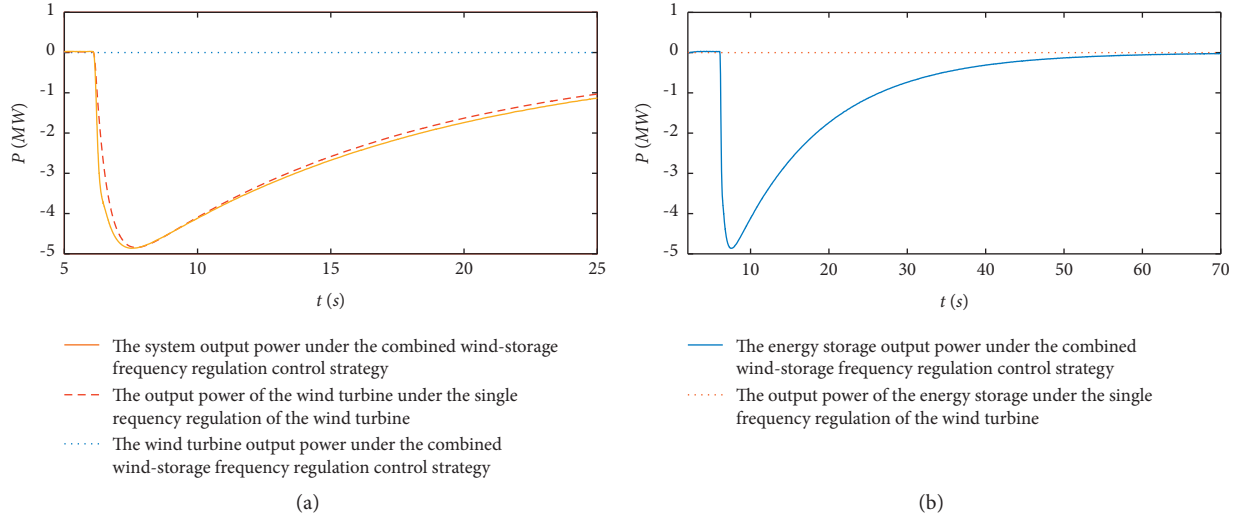 1
0
-1
-2
-3
-4
-5
P (MW)
5
10
15
20
25
t (s)
The system output power under the combined wind-storage
frequency regulation control strategy
The output power of the wind turbine under the single
requency regulation of the wind turbine
The wind turbine output power under the combined
wind-storage frequency regulation control strategy
(a)
1
0
-1
-2
-3
-4
-5
P (MW)
10
20
30
40
50
60
70
t (s)
The energy storage output power under the combined
wind-storage frequency regulation control strategy
The output power of the energy storage under the single
frequency regulation of the wind turbine
(b)